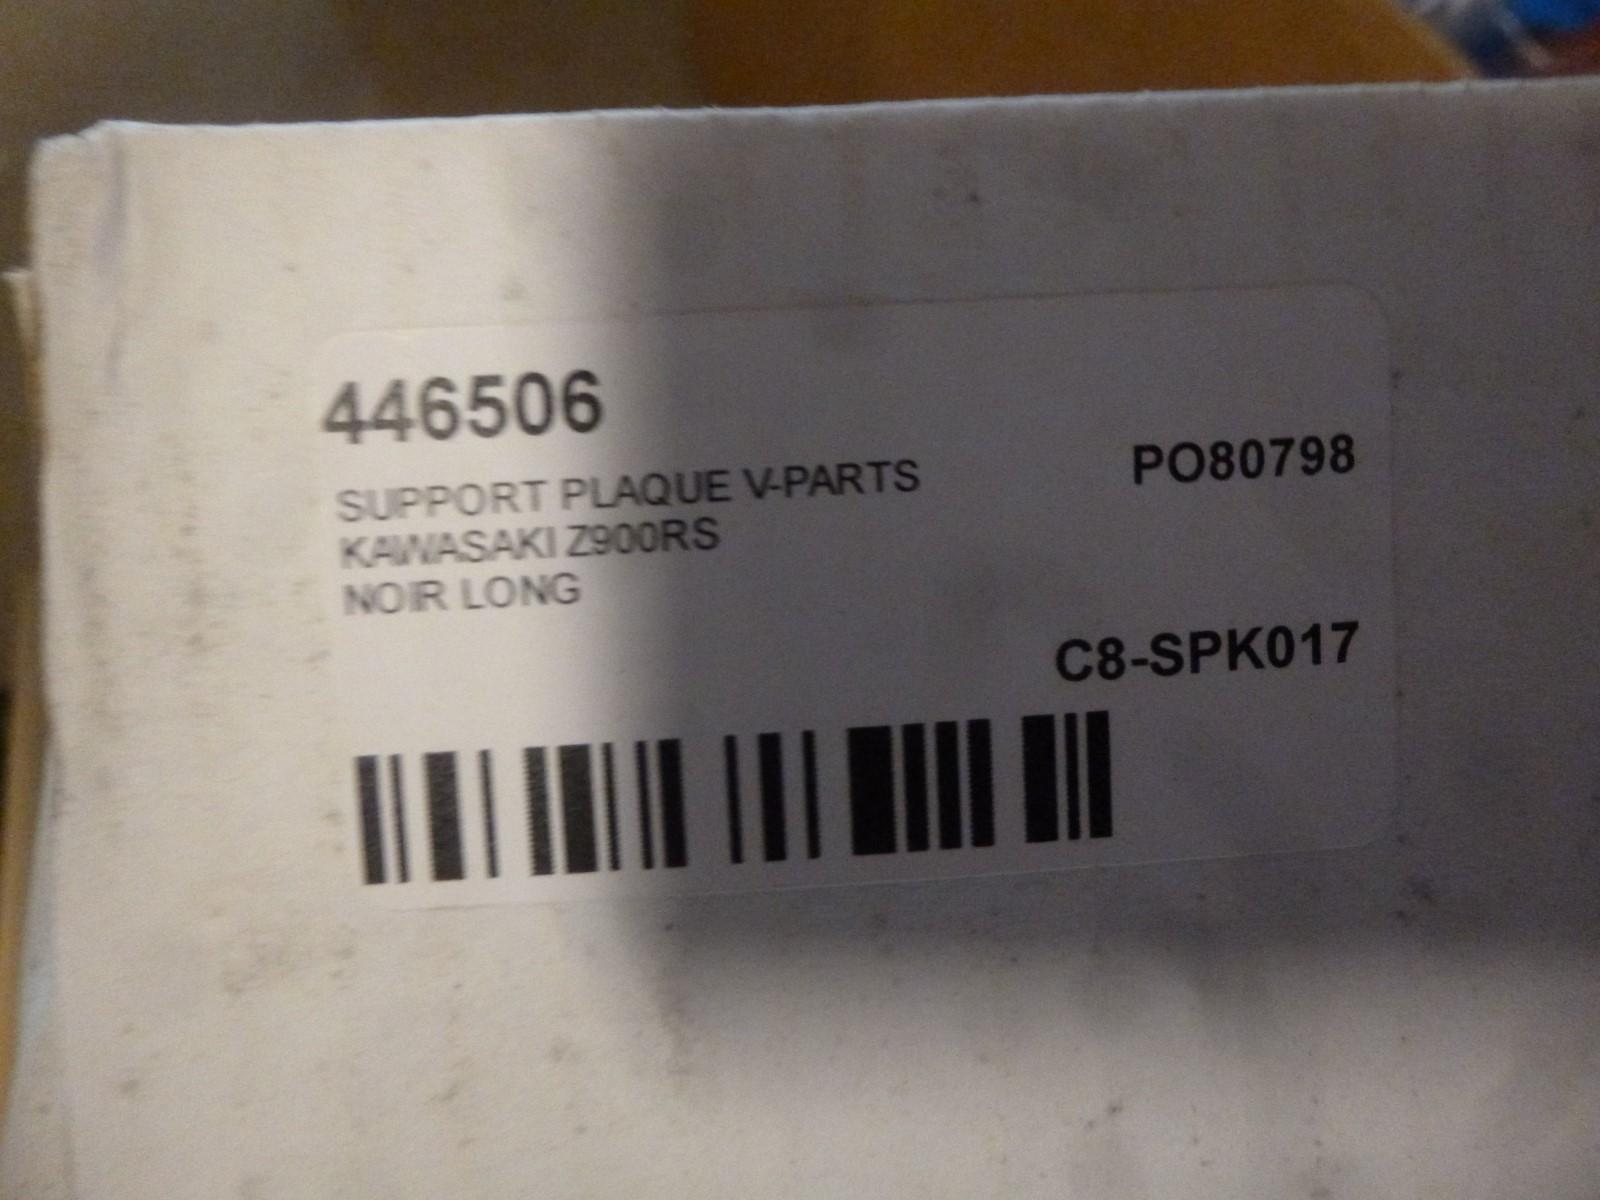 446506
SUPPORT PLAQUE V-PARTS
KAWASAKI Z900RS
NOIR LONG
PO80798
C8-SPK017